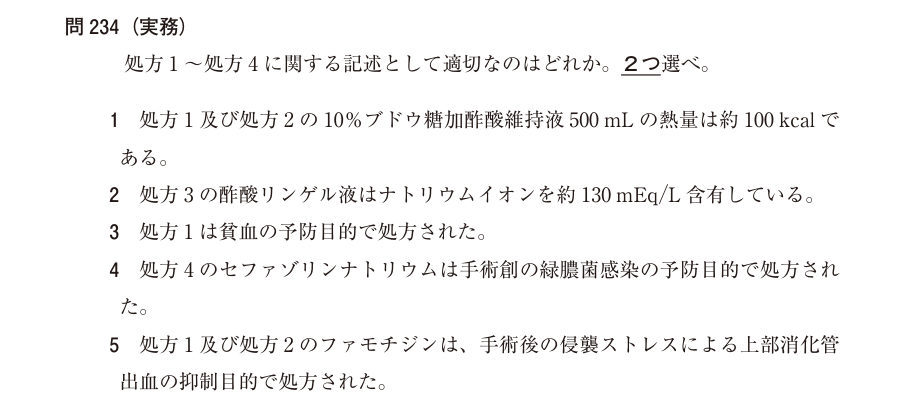 問 234（実務）
処方１～処方４に関する記述として適切なのはどれか。２つ選べ。
1 処方１及び処方２の10％ブドウ糖加酢酸維持液 500 mL の熱量は約 100 kcal で
ある。
2 処方３の酢酸リンゲル液はナトリウムイオンを約 130 mEq/L 含有している。
3 処方１は貧血の予防目的で処方された。
4 処方４のセファゾリンナトリウムは手術創の緑膿菌感染の予防目的で処方され
た。
5 処方１及び処方２のファモチジンは、手術後の侵襲ストレスによる上部消化管
出血の抑制目的で処方された。